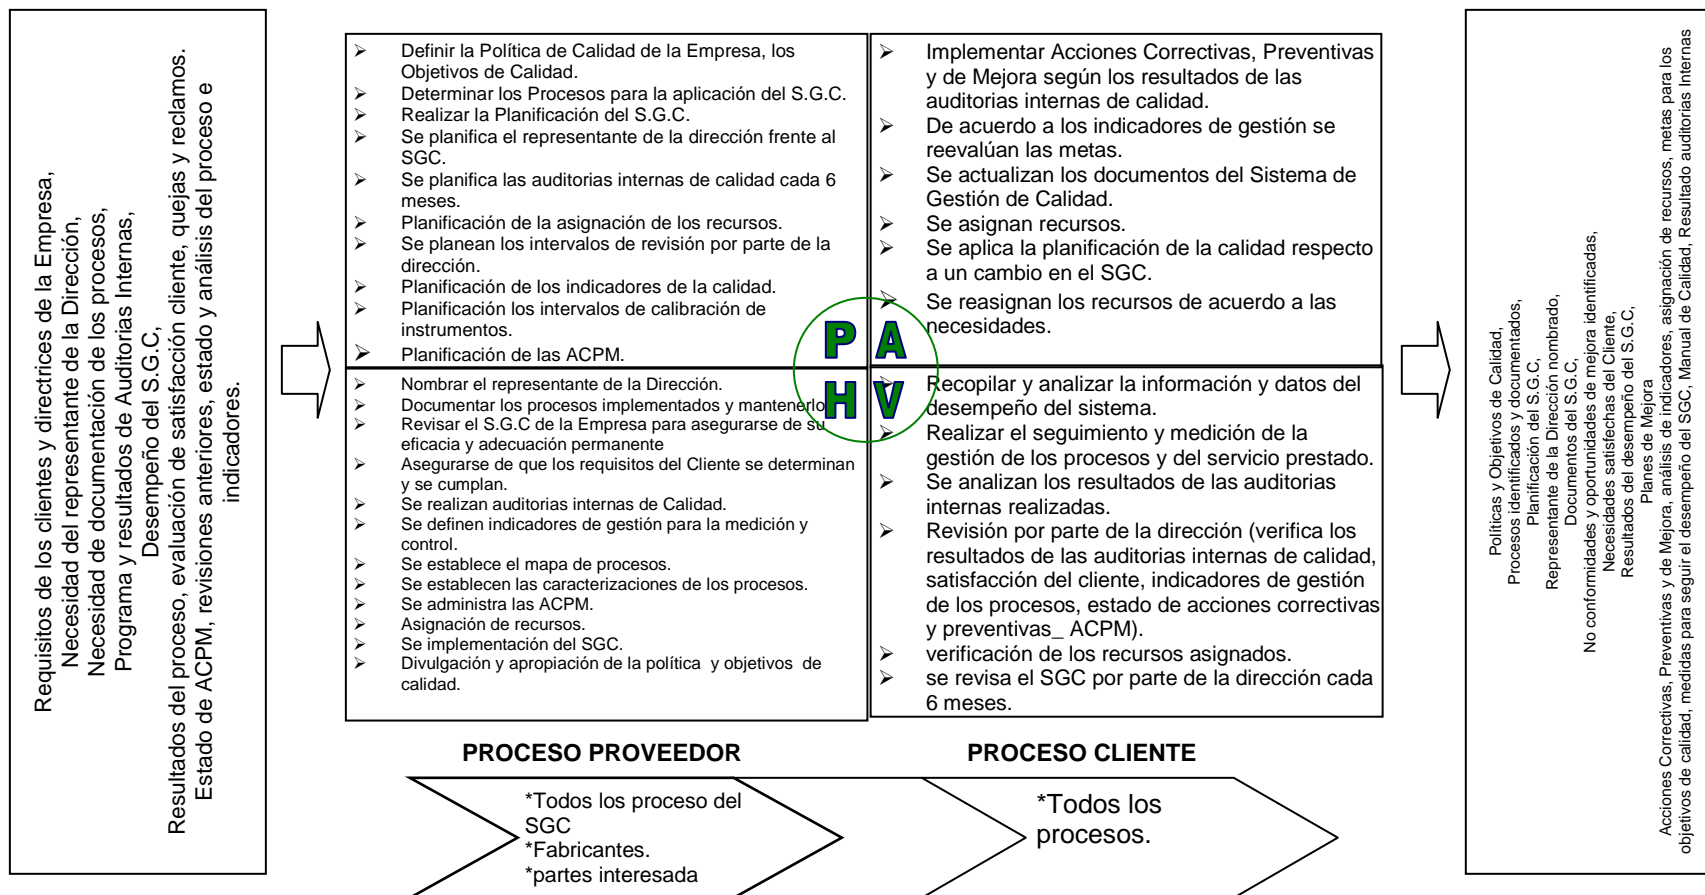 Requisitos de los clientes y directrices de la Empresa,
Necesidad del representante de la Dirección,
Necesidad de documentación de los procesos,
Programa y resultados de Auditorías Internas,
Desempeño del S.G.C,
Resultados del proceso, evaluación de satisfacción cliente, quejas y reclamos.
Estado de ACPM, revisiones anteriores, estado y análisis del proceso e
indicadores.
➢ Definir la Política de Calidad de la Empresa, los
Objetivos de Calidad.
➢ Determinar los Procesos para la aplicación del S.G.C.
➢ Realizar la Planificación del S.G.C.
➢ Se planifica el representante de la dirección frente al
SGC.
➢ Se planifica las auditorias internas de calidad cada 6
meses.
➢ Planificación de la asignación de los recursos.
➢ Se planean los intervalos de revisión por parte de la
dirección.
➢ Planificación de los indicadores de la calidad.
➢ Planificación los intervalos de calibración de
instrumentos.
➢ Planificación de las ACPM.
➢ Implementar Acciones Correctivas, Preventivas
y de Mejora según los resultados de las
auditorias internas de calidad.
➢ De acuerdo a los indicadores de gestión se
reevalúan las metas.
➢ Se actualizan los documentos del Sistema de
Gestión de Calidad.
➢ Se asignan recursos.
➢ Se aplica la planificación de la calidad respecto
a un cambio en el SGC.
➢ Se reasignan los recursos de acuerdo a las
necesidades.
P A
H V
➢ Nombrar el representante de la Dirección.
➢ Documentar los procesos implementados y mantenerlo
➢ Revisar el S.G.C de la Empresa para asegurarse de su
eficacia y adecuación permanente
➢ Asegurarse de que los requisitos del Cliente se determinan
y se cumplan.
➢ Se realizan auditorias internas de Calidad.
➢ Se definen indicadores de gestión para la medición y
control.
➢ Se establece el mapa de procesos.
➢ Se establecen las caracterizaciones de los procesos.
➢ Se administra las ACPM.
➢ Asignación de recursos.
➢ Se implementación del SGC.
➢ Divulgación y apropiación de la política y objetivos de
calidad.
➢ Recopilar y analizar la información y datos del
desempeño del sistema.
➢ Realizar el seguimiento y medición de la
gestión de los procesos y del servicio prestado.
➢ Se analizan los resultados de las auditorias
internas realizadas.
➢ Revisión por parte de la dirección (verifica los
resultados de las auditorias internas de calidad,
satisfacción del cliente, indicadores de gestión
de los procesos, estado de acciones correctivas
y preventivas_ ACPM).
➢ verificación de los recursos asignados.
➢ se revisa el SGC por parte de la dirección cada
6 meses.
PROCESO PROVEEDOR
*Todos los proceso del
SGC
*Fabricantes.
*partes interesada
PROCESO CLIENTE
*Todos los
procesos.
Políticas y Objetivos de Calidad,
Procesos identificados y documentados,
Planificación del S.G.C,
Representante de la Dirección nombrado,
Documentos del S.G.C,
No conformidades y oportunidades de mejora identificadas,
Necesidades satisfechas del Cliente,
Resultados del desempeño del S.G.C,
Planes de Mejora
Acciones Correctivas, Preventivas y de Mejora, análisis de indicadores, asignación de recursos, metas para los
objetivos de calidad, medidas para seguir el desempeño del SGC, Manual de Calidad, Resultado auditorias Internas